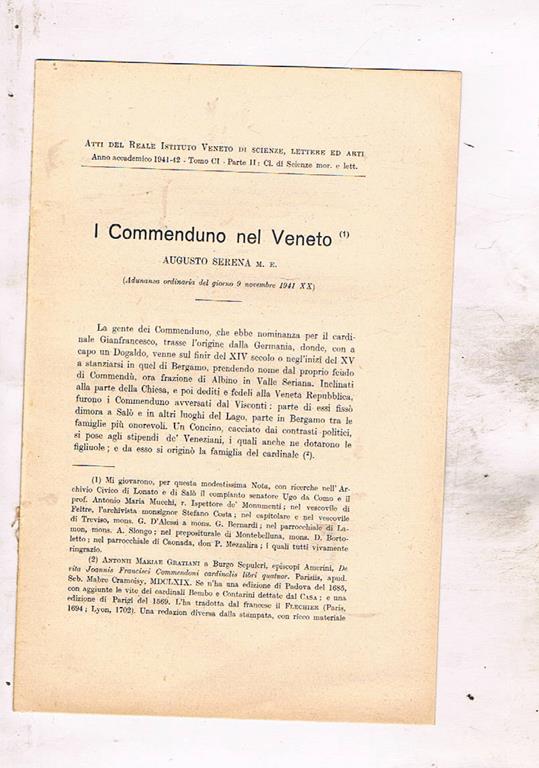 ATTI DEL REALE ISTITUTO VENETO DI SCIENZE, LETTERE ED ARTI
Anno accademico 1941-42 - Tomo CI - Parte II: Cl. di Scienze mor. e lett.
I Commenduno nel Veneto (1)
AUGUSTO SERENA M. E.
(Adunanza ordinaria del giorno 9 novembre 1941 XX)
La gente dei Commenduno, che ebbe nominanza per il cardi-
nale Gianfrancesco, trasse l'origine dalla Germania, donde, con a
capo un Dogaldo, venne sul finir del XIV secolo o negl'inizî del XV
a stanziarsi in quel di Bergamo, prendendo nome dal proprio feudo
di Commendù, ora frazione di Albino in Valle Seriana. Inclinati
alla parte della Chiesa, e poi dediti e fedeli alla Veneta Repubblica,
furono i Commenduno avversati dai Visconti; parte di essi fissò
dimora a Salò e in altri luoghi del Lago, parte in Bergamo tra le
famiglie più onorevoli. Un Concino, cacciato dai contrasti politici,
si pose agli stipendi de' Veneziani, i quali anche ne dotarono le
figliuole; e da esso si originò la famiglia del cardinale (2).
(1) Mi giovarono, per questa modestissima Nota, con ricerche nell'Ar-
chivio Civico di Lonato e di Salò il compianto senatore Ugo da Como e il
prof. Antonio Maria Mucchi, r. Ispettore de' Monumenti; nel vescovile di
Feltre, l'archivista monsignor Stefano Costa; nel capitolare e nel vescovile
di Treviso, mons. G. D'Alessi a mons. G. Bernardi; nel parrocchiale di La-
mon, mons. A. Slongo; nel prepositurale di Montebelluna, mons. D. Borto-
letto; nel parrocchiale di Caonada, don P. Mezzalira; i quali tutti vivamente
ringrazio.
(2) ANTONII MARIAE GRATIANI a Burgo Sepulcri, episcopi Amerini, De
vita Joannis Francisci Commendoni cardinalis libri quatuor. Parisiis, apud.
Seb. Mabre Cramoisy, MDCLXIX. Se n'ha una edizione di Padova del 1685,
con aggiunte le vite dei cardinali Bembo e Contarini dettate dal CASA; e una
edizione di Parigi del 1569. L'ha tradotta dal francese il FLECHIER (Paris,
1694; Lyon, 1702). Una redazion diversa dalla stampata, con ricco materiale